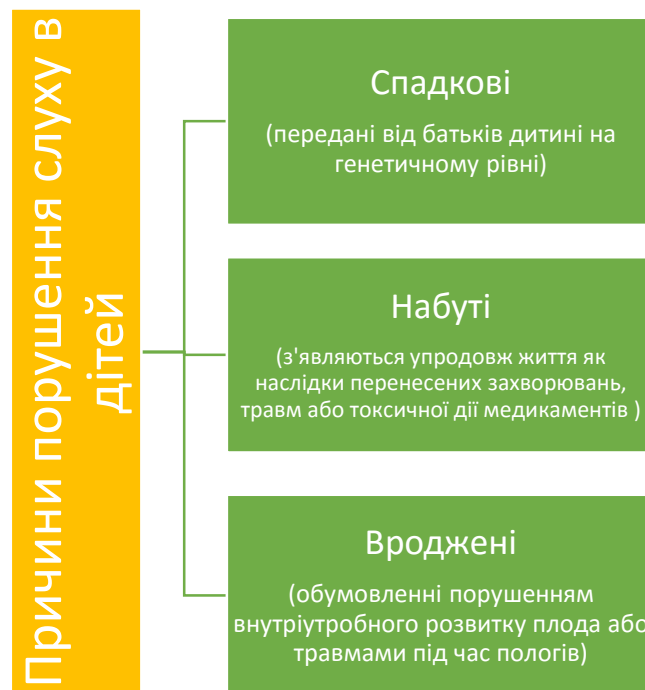 Причини порушення слуху в
дітей
Спадкові
(передані від батьків дитині на
генетичному рівні)
Набуті
(з'являються упродовж життя як
наслідки перенесених захворювань,
травм або токсичної дії медикаментів )
Вроджені
(обумовленні порушенням
внутріутробного розвитку плода або
травмами під час пологів)